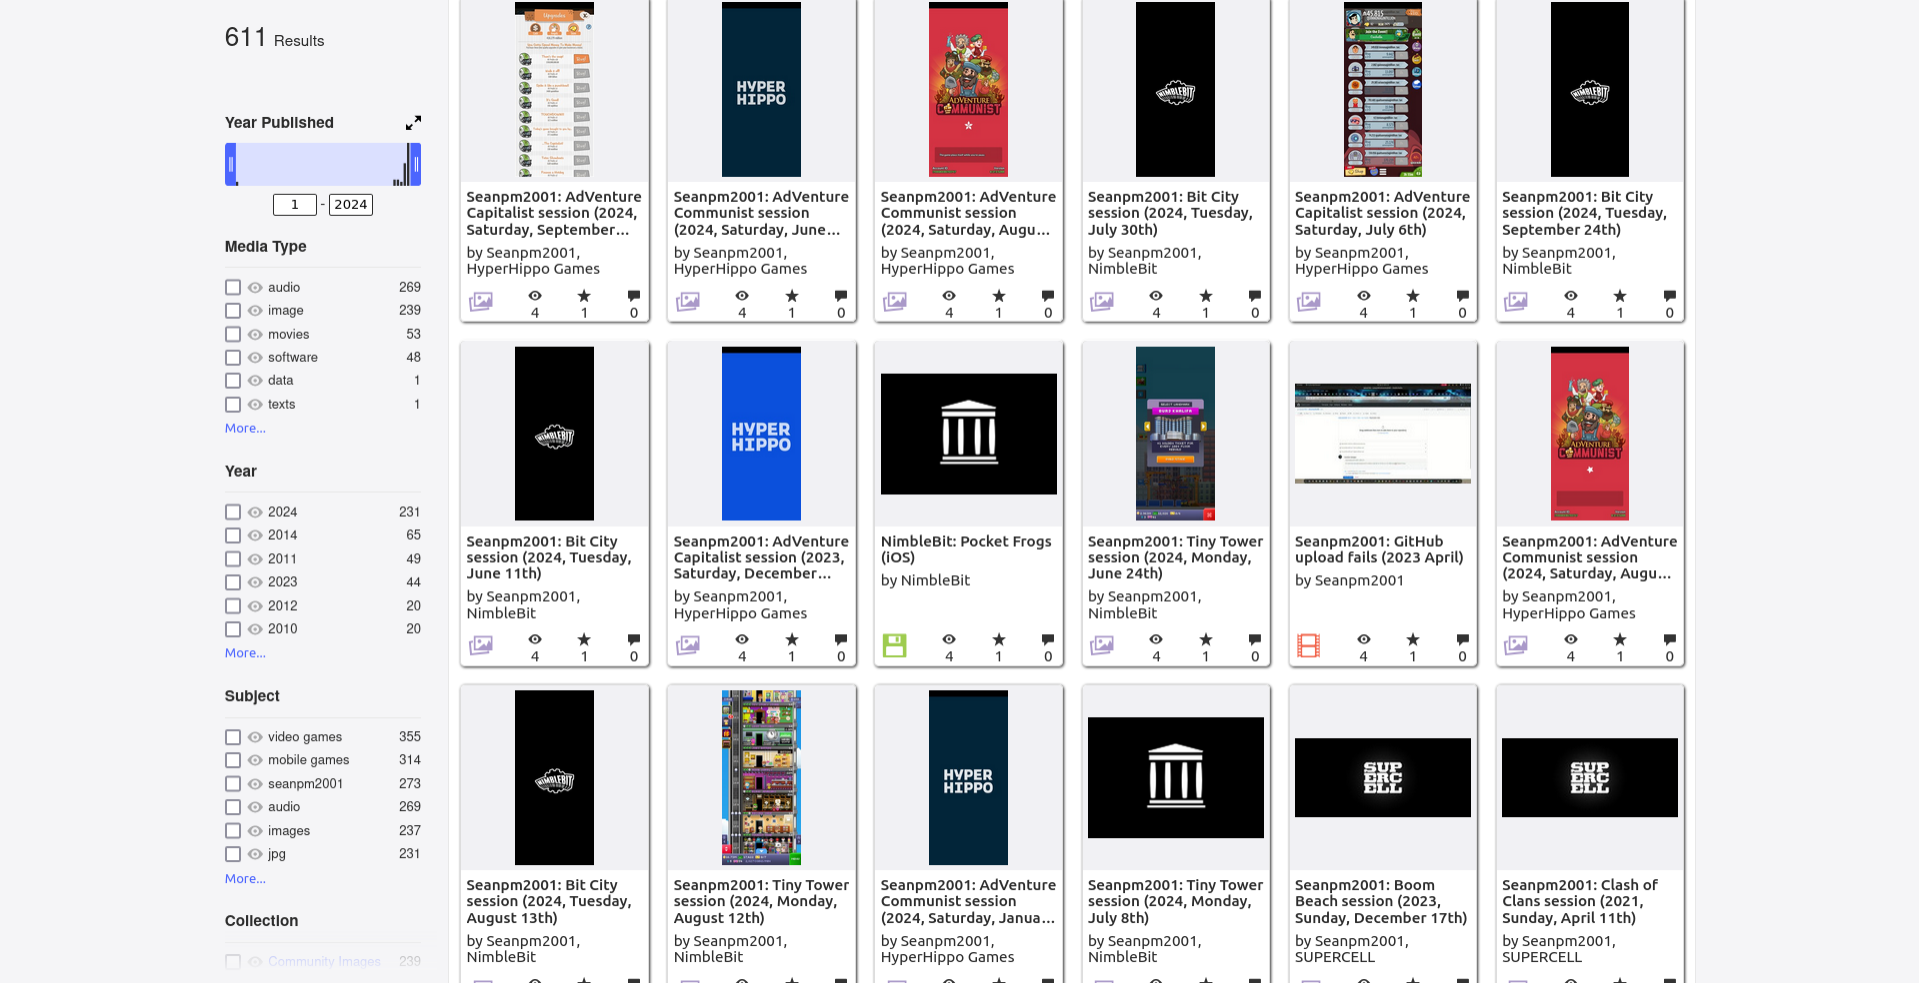 611 Results
Year Published
1 - 2024
Media Type
audio 269
image 239
movies 53
software 48
data 1
texts 1
More...
Year
2024 231
2014 65
2011 49
2023 44
2012 20
2010 20
More...
Subject
video games 355
mobile games 314
seanpm2001 273
audio 269
images 237
jpg 231
More...
Collection
Community Images 239
Upgrades
Seanpm2001: AdVenture
Capitalist session (2024,
Saturday, September...
by Seanpm2001,
HyperHippo Games
4 1 0
HYPER
HIPPO
Seanpm2001: AdVenture
Communist session
(2024, Saturday, June...
by Seanpm2001,
HyperHippo Games
4 1 0
ADVENTURE
COMMUNIST
Seanpm2001: AdVenture
Communist session
(2024, Saturday, Augu...
by Seanpm2001,
HyperHippo Games
4 1 0
NIMBLEBIT
Seanpm2001: Bit City
session (2024, Tuesday,
July 30th)
by Seanpm2001,
NimbleBit
4 1 0
Seanpm2001: AdVenture
Capitalist session (2024,
Saturday, July 6th)
by Seanpm2001,
HyperHippo Games
4 1 0
NIMBLEBIT
Seanpm2001: Bit City
session (2024, Tuesday,
September 24th)
by Seanpm2001,
NimbleBit
4 1 0
NIMBLEBIT
Seanpm2001: Bit City
session (2024, Tuesday,
June 11th)
by Seanpm2001,
NimbleBit
4 1 0
HYPER
HIPPO
Seanpm2001: AdVenture
Capitalist session (2023,
Saturday, December...
by Seanpm2001,
HyperHippo Games
4 1 0
NimbleBit: Pocket Frogs
(iOS)
by NimbleBit
4 1 0
Seanpm2001: Tiny Tower
session (2024, Monday,
June 24th)
by Seanpm2001,
NimbleBit
4 1 0
Seanpm2001: GitHub
upload fails (2023 April)
by Seanpm2001
4 1 0
ADVENTURE
COMMUNIST
Seanpm2001: AdVenture
Communist session
(2024, Saturday, Augu...
by Seanpm2001,
HyperHippo Games
4 1 0
NIMBLEBIT
Seanpm2001: Bit City
session (2024, Tuesday,
August 13th)
by Seanpm2001,
NimbleBit
Seanpm2001: Tiny Tower
session (2024, Monday,
August 12th)
by Seanpm2001,
NimbleBit
HYPER
HIPPO
Seanpm2001: AdVenture
Communist session
(2024, Saturday, Janua...
by Seanpm2001,
HyperHippo Games
Seanpm2001: Tiny Tower
session (2024, Monday,
July 8th)
by Seanpm2001,
NimbleBit
SUP
ERC
ELL
Seanpm2001: Boom
Beach session (2023,
Sunday, December 17th)
by Seanpm2001,
SUPERCELL
SUP
ERC
ELL
Seanpm2001: Clash of
Clans session (2021,
Sunday, April 11th)
by Seanpm2001,
SUPERCELL